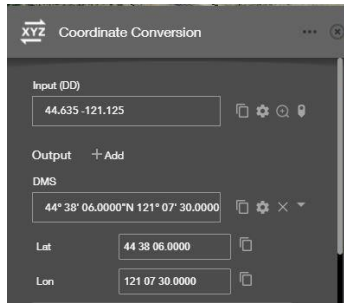 XYZ Coordinate Conversion
Input (DD)
44.635 -121.125
Output + Add
DMS
44° 38' 06.0000"N 121° 07' 30.0000
Lat 44 38 06.0000
Lon 121 07 30.0000